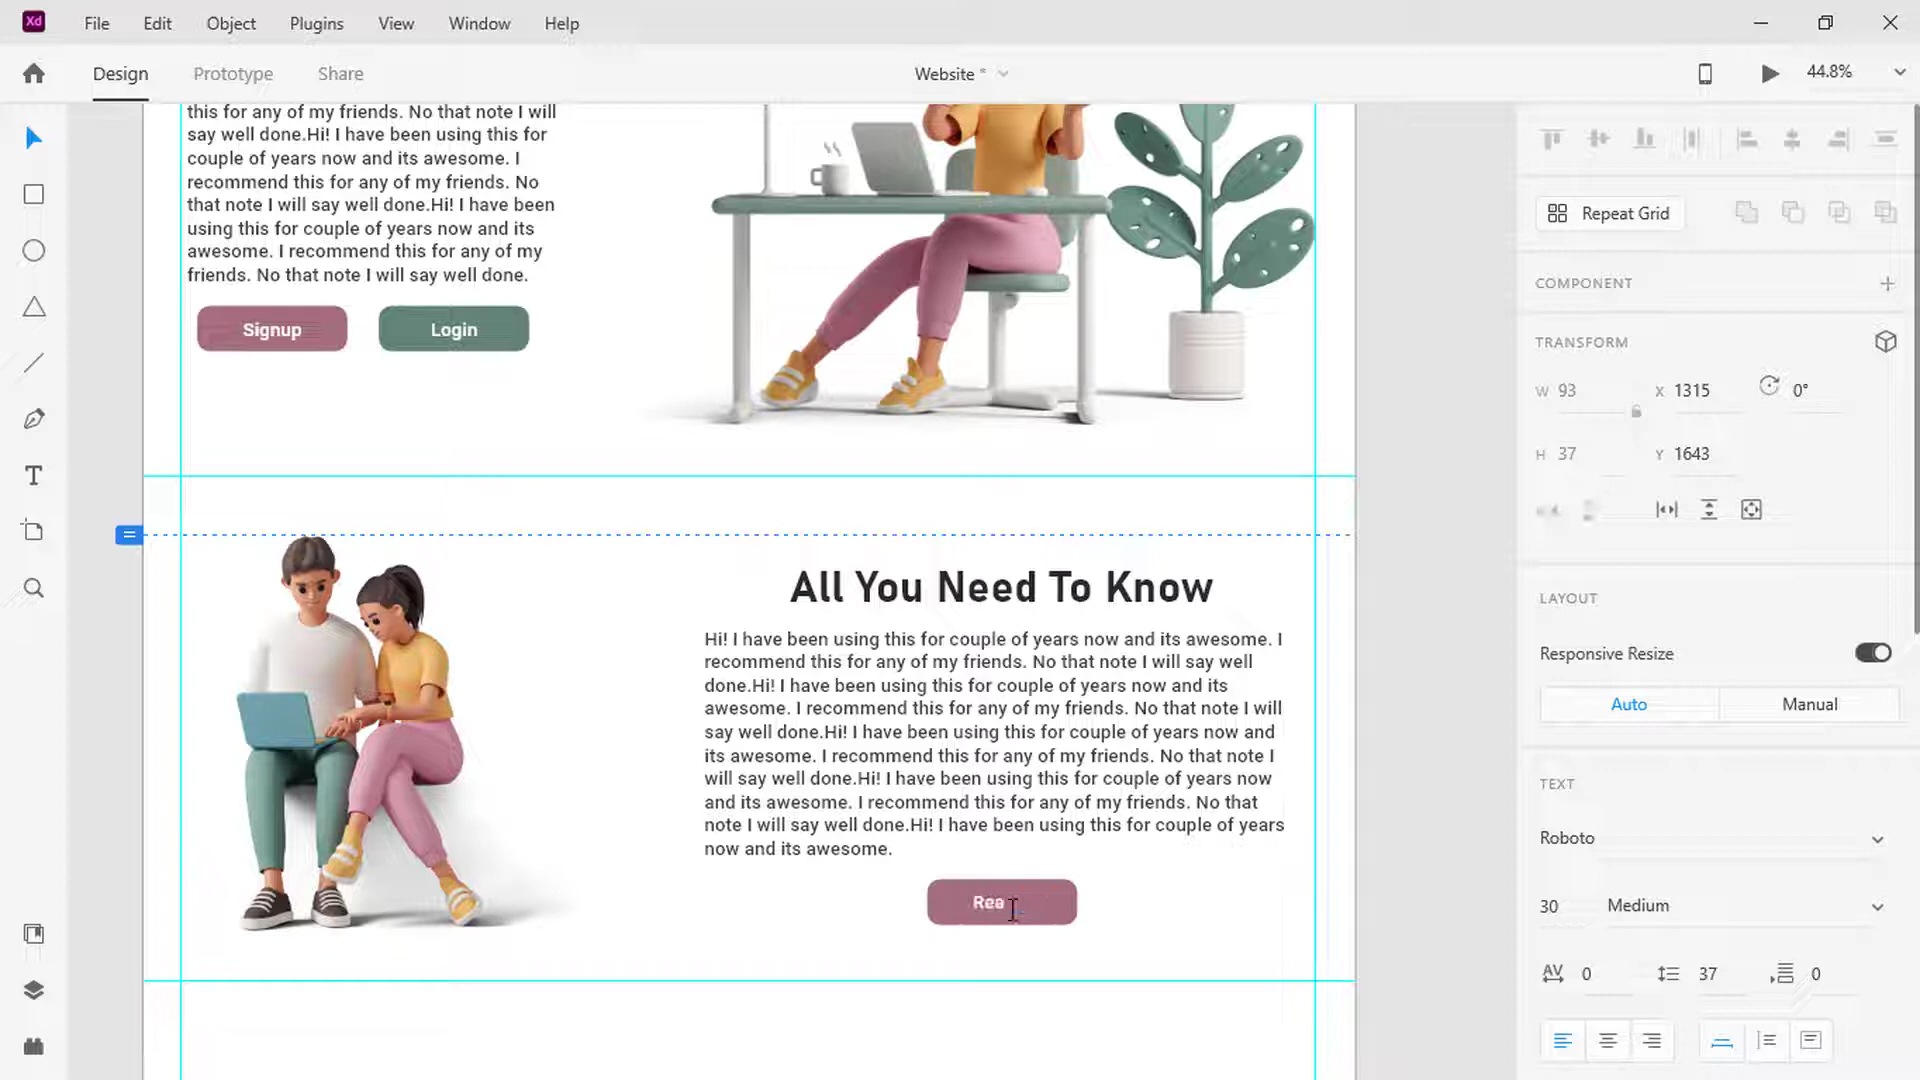 Xd File Edit Object Plugins View Window Help
Design Prototype Share Website * 44.8%
this for any of my friends. No that note I will
say well done.Hi! I have been using this for
couple of years now and its awesome. I
recommend this for any of my friends. No
that note I will say well done.Hi! I have been
using this for couple of years now and its
awesome. I recommend this for any of my
friends. No that note I will say well done.
Signup Login
All You Need To Know
Hi! I have been using this for couple of years now and its awesome. I
recommend this for any of my friends. No that note I will say well
done.Hi! I have been using this for couple of years now and its
awesome. I recommend this for any of my friends. No that note I will
say well done.Hi! I have been using this for couple of years now and
its awesome. I recommend this for any of my friends. No that note I
will say well done.Hi! I have been using this for couple of years now
and its awesome. I recommend this for any of my friends. No that
note I will say well done.Hi! I have been using this for couple of years
now and its awesome.
Rea
Repeat Grid
COMPONENT
TRANSFORM
W 93 X 1315 0°
H 37 Y 1643
LAYOUT
Responsive Resize
Auto Manual
TEXT
Roboto
30 Medium
AV 0 37 0